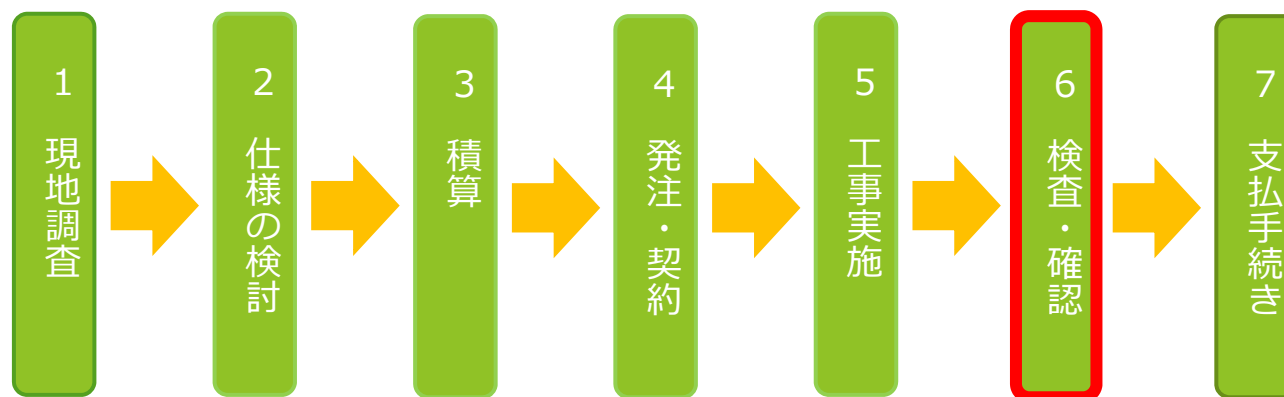 1 現地調査
2 仕様の検討
3 積算
4 発注・契約
5 工事実施
6 検査・確認
7 支払手続き